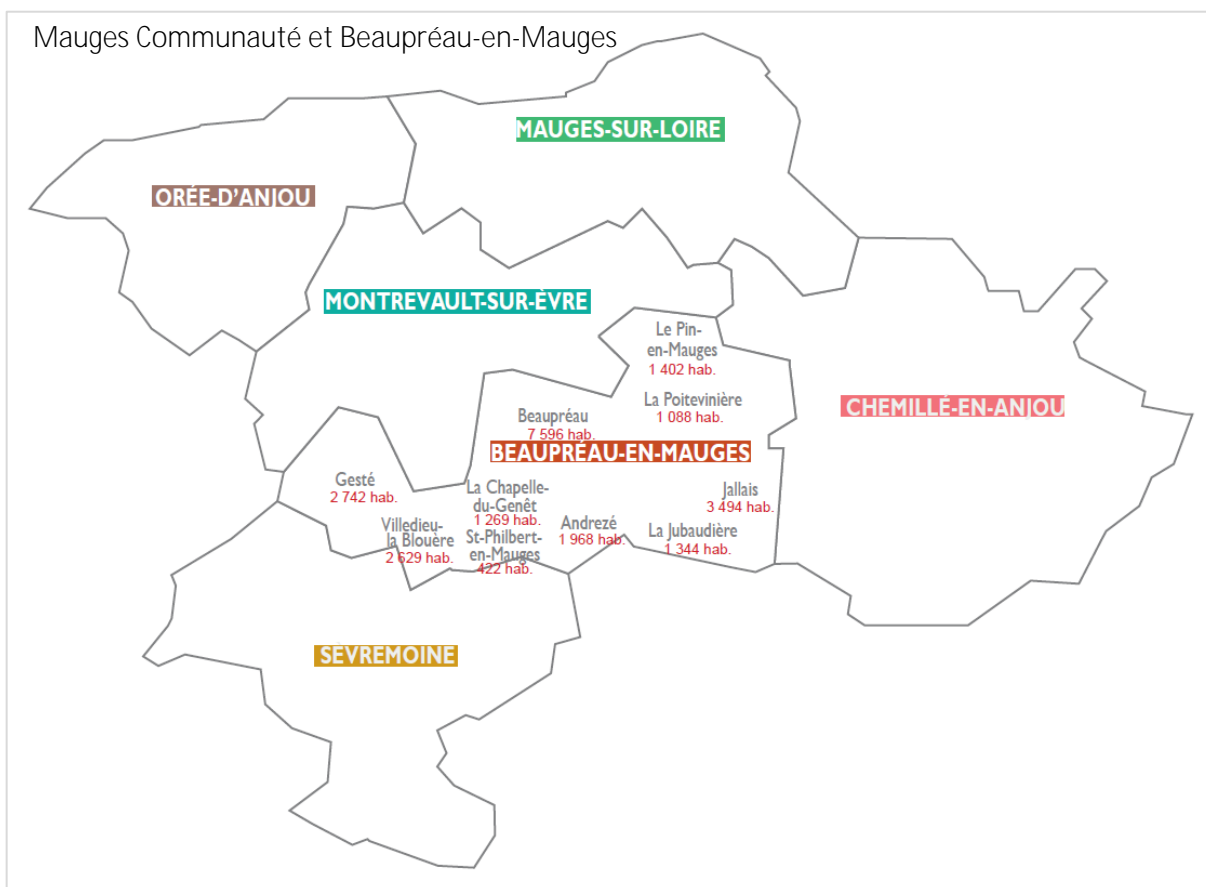 Mauges Communauté et Beaupréau-en-Mauges
MAUGES-SUR-LOIRE
ORÉE-D'ANJOU
MONTREVAULT-SUR-ÈVRE
Le Pin-
en-Mauges
1 402 hab.
La Poitevinière
1 088 hab.
CHEMILLÉ-EN-ANJOU
Beaupréau
7 596 hab.
BEAUPRÉAU-EN-MAUGES
Gesté
2 742 hab.
La Chapelle-
du-Genêt
1 269 hab.
Jallais
3 494 hab.
Villedieu-
la Blouère
2 629 hab.
St-Philbert-
en-Mauges
422 hab.
Andrezé
1 968 hab.
La Jubaudière
1 344 hab.
SÈVREMOINE